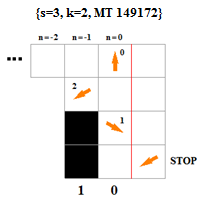 {s=3, k=2, MT 149172}
n = -2 n = -1 n = 0
... 0
2
1
STOP
1 0